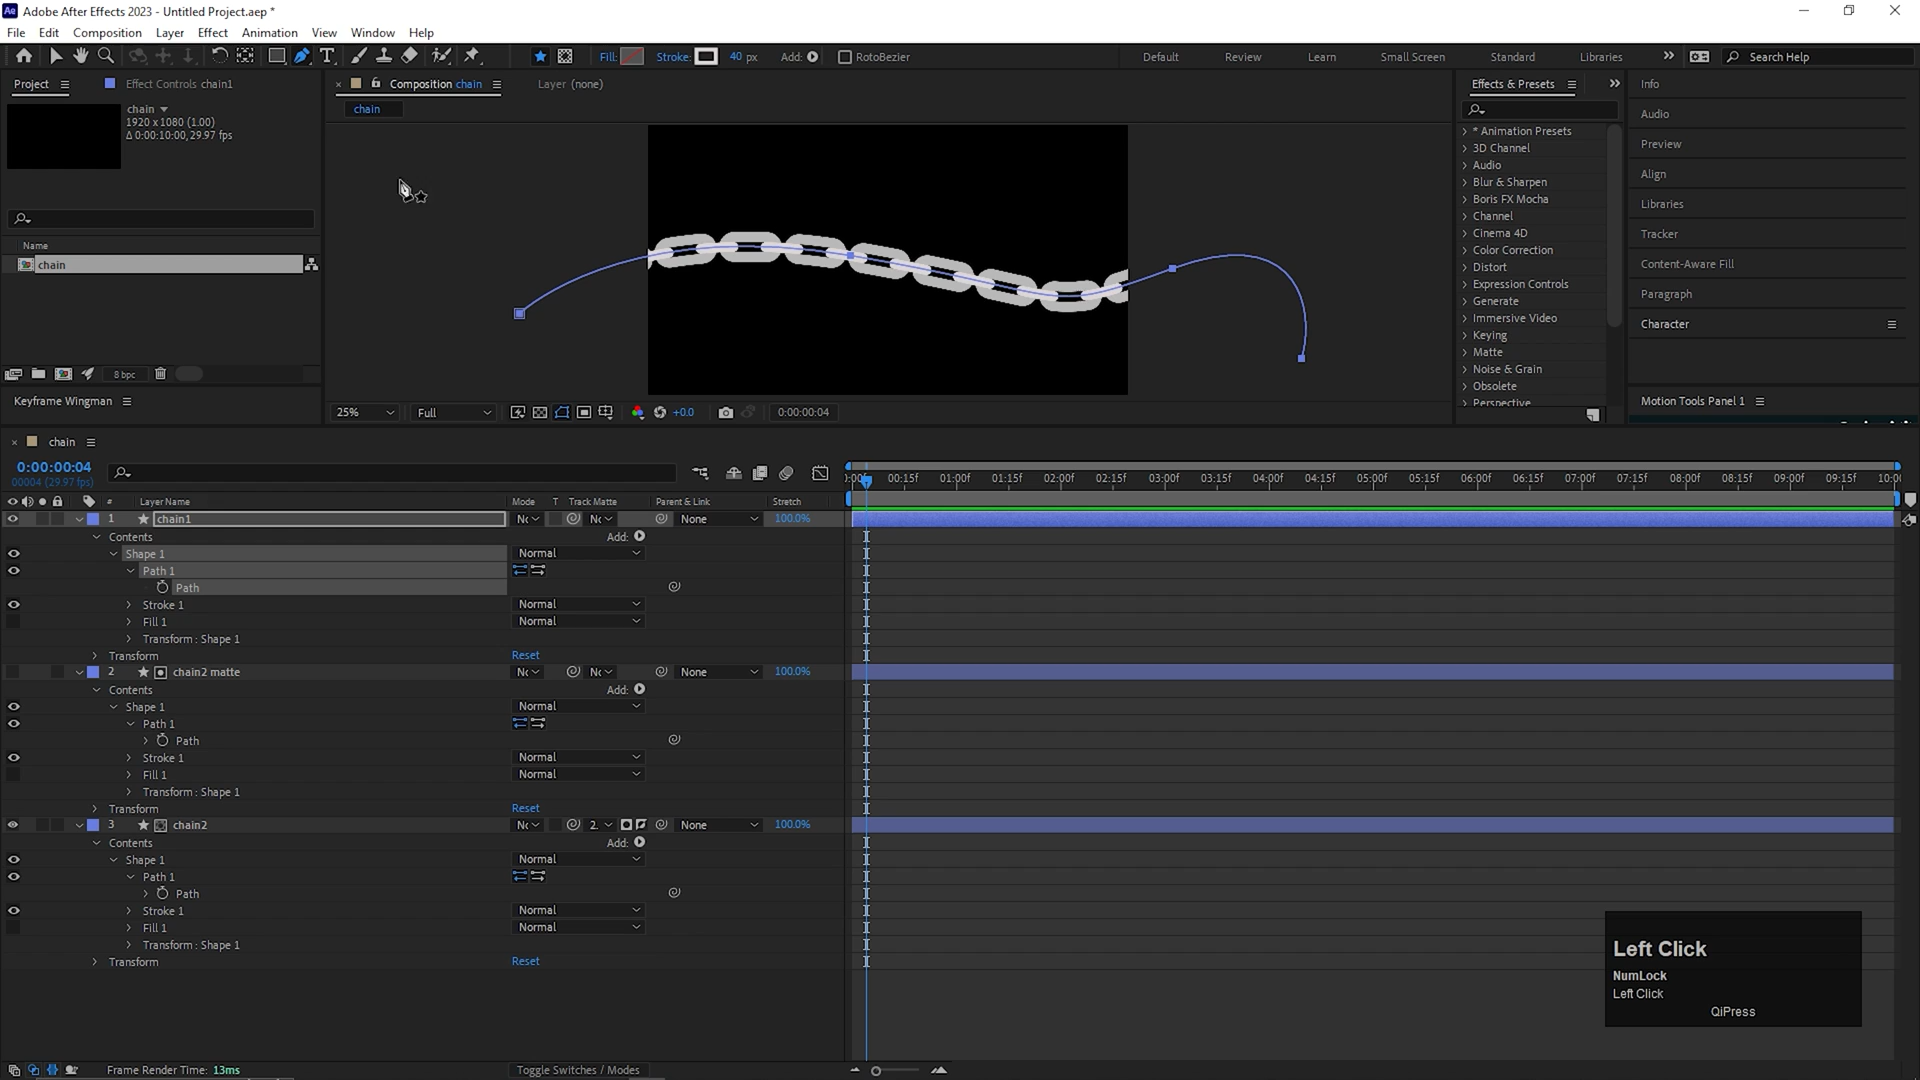 Adobe After Effects 2023 - Untitled Project.aep *
File Edit Composition Layer Effect Animation View Window Help
Fill: Stroke: 40 px Add: RotoBezier Default Review Learn Small Screen Standard Libraries Search Help
Project Effect Controls chain1
chain
1920 x 1080 (1.00)
Δ 0:00:10:00, 29.97 fps
Name
chain
8 bpc
Keyframe Wingman
Composition chain Layer (none)
chain
25% Full +0.0 0:00:00:04
Effects & Presets
* Animation Presets
3D Channel
Audio
Blur & Sharpen
Boris FX Mocha
Channel
Cinema 4D
Color Correction
Distort
Expression Controls
Generate
Immersive Video
Keying
Matte
Noise & Grain
Obsolete
Perspective
Info
Audio
Preview
Align
Libraries
Tracker
Content-Aware Fill
Paragraph
Character
Motion Tools Panel 1
chain
0:00:00:04
00004 (29.97 fps)
# Layer Name Mode T Track Matte Parent & Link Stretch
00:15f 01:00f 01:15f 02:00f 02:15f 03:00f 03:15f 04:00f 04:15f 05:00f 05:15f 06:00f 06:15f 07:00f 07:15f 08:00f 08:15f 09:00f 09:15f 10:0
1 chain1 None 100.0%
Contents Add:
Shape 1 Normal
Path 1
Path
Stroke 1 Normal
Fill 1 Normal
Transform : Shape 1
Transform Reset
2 chain2 matte None 100.0%
Contents Add:
Shape 1 Normal
Path 1
Path
Stroke 1 Normal
Fill 1 Normal
Transform : Shape 1
Transform Reset
3 chain2 2. None 100.0%
Contents Add:
Shape 1 Normal
Path 1
Path
Stroke 1 Normal
Fill 1 Normal
Transform : Shape 1
Transform Reset
Left Click
NumLock
Left Click
QiPress
Frame Render Time: 13ms Toggle Switches / Modes